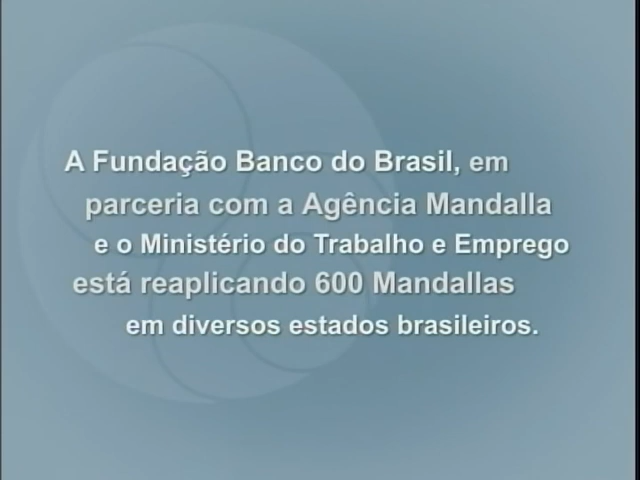 A Fundação Banco do Brasil, em
parceria com a Agência Mandalla
e o Ministério do Trabalho e Emprego
está reaplicando 600 Mandallas
em diversos estados brasileiros.